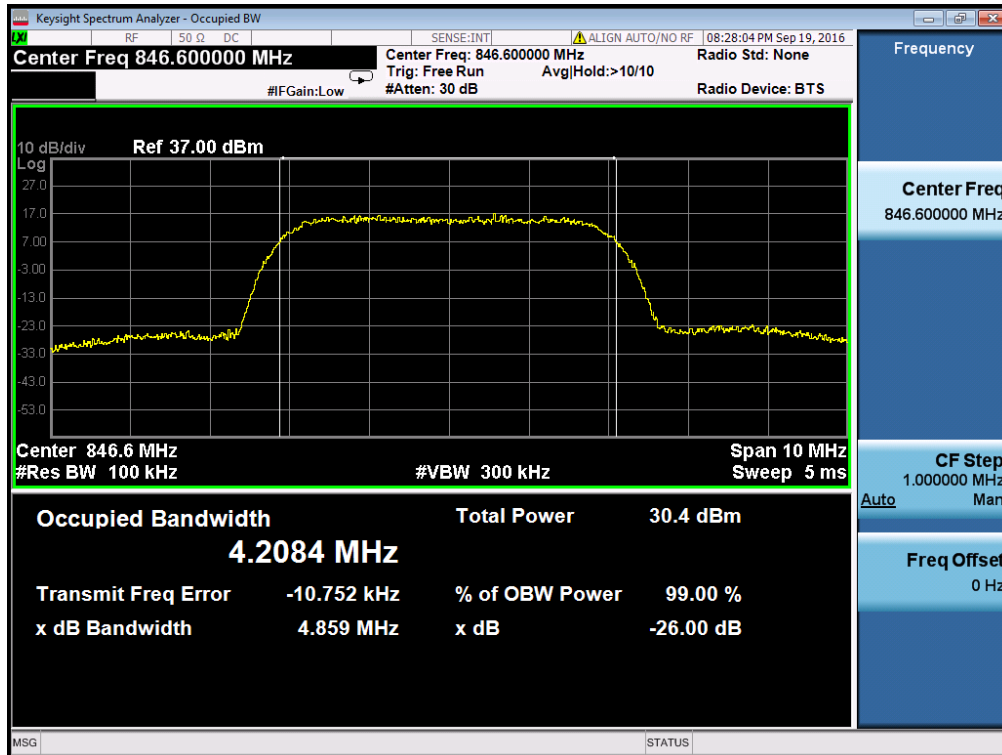 Keysight Spectrum Analyzer - Occupied BW
LXI
RF 50 Ω DC SENSE:INT ALIGN AUTO/NO RF 08:28:04 PM Sep 19, 2016
Center Freq 846.600000 MHz
#IFGain:Low
Center Freq: 846.600000 MHz
Trig: Free Run Avg|Hold:>10/10
#Atten: 30 dB
Radio Std: None
Radio Device: BTS
10 dB/div Ref 37.00 dBm
Log
27.0
17.0
7.00
-3.00
-13.0
-23.0
-33.0
-43.0
-53.0
Center 846.6 MHz Span 10 MHz
#Res BW 100 kHz #VBW 300 kHz Sweep 5 ms
Occupied Bandwidth Total Power 30.4 dBm
4.2084 MHz
Transmit Freq Error -10.752 kHz % of OBW Power 99.00 %
x dB Bandwidth 4.859 MHz x dB -26.00 dB
MSG STATUS
Frequency
Center Freq
846.600000 MHz
CF Step
1.000000 MHz
Auto Man
Freq Offset
0 Hz